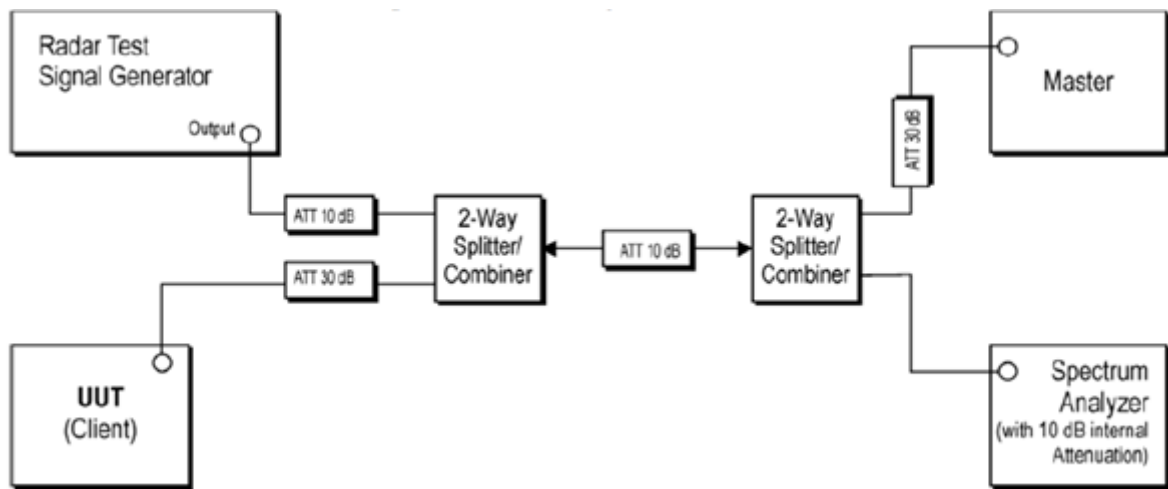 Radar Test
Signal Generator
Output
ATT 10 dB
ATT 30 dB
2-Way
Splitter/
Combiner
ATT 10 dB
2-Way
Splitter/
Combiner
ATT 30 dB
Master
UUT
(Client)
Spectrum
Analyzer
(with 10 dB internal
Attenuation)